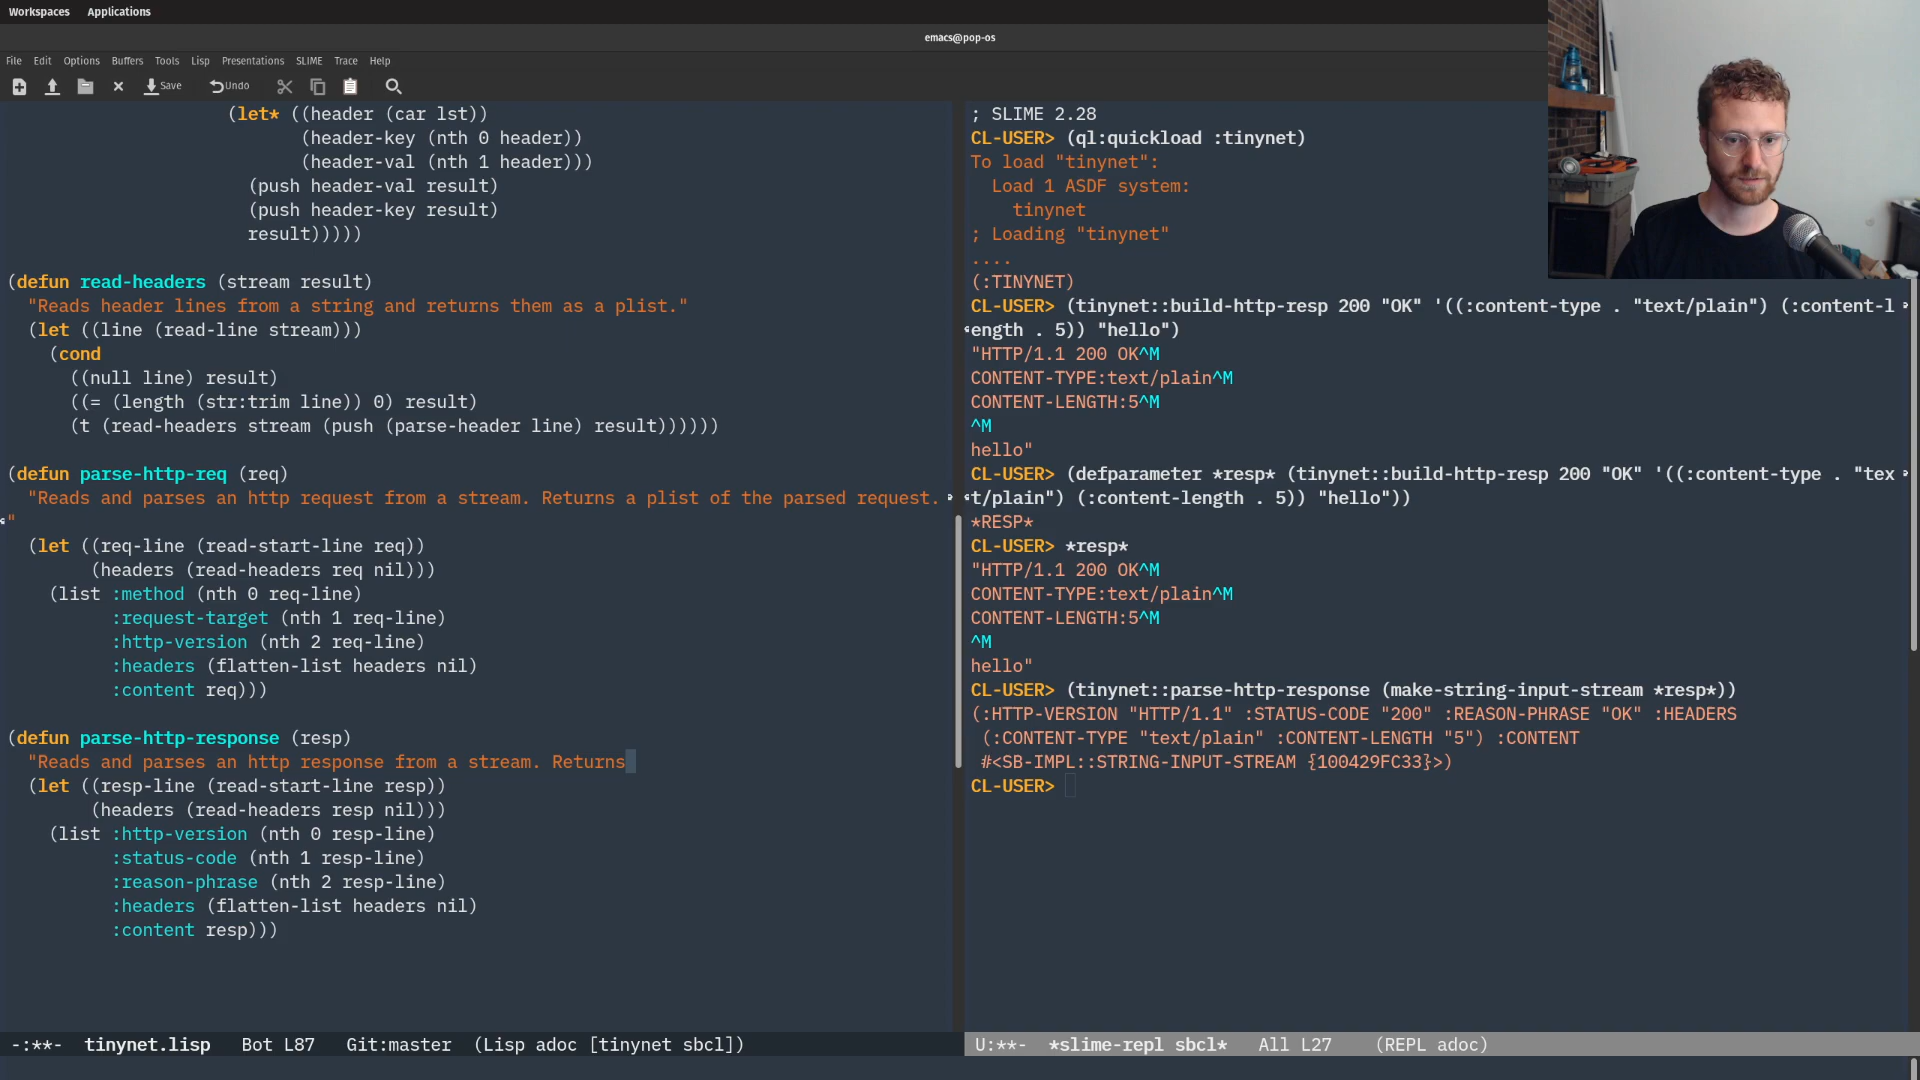 Workspaces Applications
emacs@pop-os
File Edit Options Buffers Tools Lisp Presentations SLIME Trace Help
Save Undo
(let* ((header (car lst))
(header-key (nth 0 header))
(header-val (nth 1 header)))
(push header-val result)
(push header-key result)
result)))))
(defun read-headers (stream result)
"Reads header lines from a string and returns them as a plist."
(let ((line (read-line stream)))
(cond
((null line) result)
((= (length (str:trim line)) 0) result)
(t (read-headers stream (push (parse-header line) result))))))
(defun parse-http-req (req)
"Reads and parses an http request from a stream. Returns a plist of the parsed request.
"
(let ((req-line (read-start-line req))
(headers (read-headers req nil)))
(list :method (nth 0 req-line)
:request-target (nth 1 req-line)
:http-version (nth 2 req-line)
:headers (flatten-list headers nil)
:content req)))
(defun parse-http-response (resp)
"Reads and parses an http response from a stream. Returns
(let ((resp-line (read-start-line resp))
(headers (read-headers resp nil)))
(list :http-version (nth 0 resp-line)
:status-code (nth 1 resp-line)
:reason-phrase (nth 2 resp-line)
:headers (flatten-list headers nil)
:content resp)))
-:**- tinynet.lisp Bot L87 Git:master (Lisp adoc [tinynet sbcl])
; SLIME 2.28
CL-USER> (ql:quickload :tinynet)
To load "tinynet":
Load 1 ASDF system:
tinynet
; Loading "tinynet"
....
(:TINYNET)
CL-USER> (tinynet::build-http-resp 200 "OK" '((:content-type . "text/plain") (:content-l
ength . 5)) "hello")
"HTTP/1.1 200 OK^M
CONTENT-TYPE:text/plain^M
CONTENT-LENGTH:5^M
^M
hello"
CL-USER> (defparameter *resp* (tinynet::build-http-resp 200 "OK" '((:content-type . "tex
t/plain") (:content-length . 5)) "hello"))
*RESP*
CL-USER> *resp*
"HTTP/1.1 200 OK^M
CONTENT-TYPE:text/plain^M
CONTENT-LENGTH:5^M
^M
hello"
CL-USER> (tinynet::parse-http-response (make-string-input-stream *resp*))
(:HTTP-VERSION "HTTP/1.1" :STATUS-CODE "200" :REASON-PHRASE "OK" :HEADERS
(:CONTENT-TYPE "text/plain" :CONTENT-LENGTH "5") :CONTENT
#<SB-IMPL::STRING-INPUT-STREAM {100429FC33}>)
CL-USER>
U:**- *slime-repl sbcl* All L27 (REPL adoc)